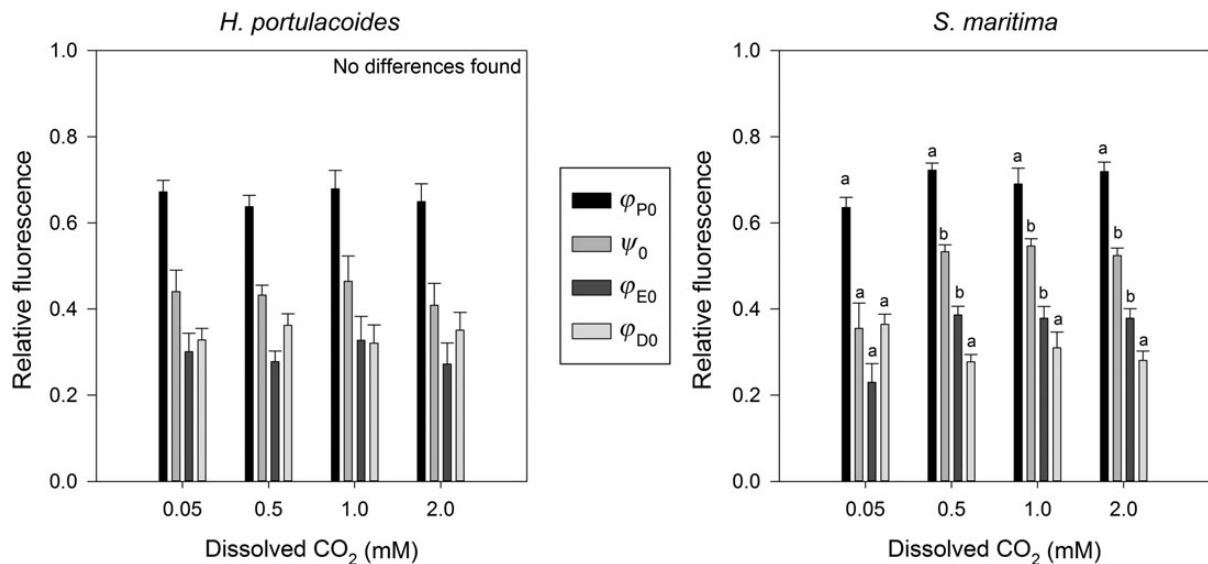 H. portulacoides
No differences found
1.0
0.8
0.6
0.4
0.2
0.0
Relative fluorescence
0.05 0.5 1.0 2.0
Dissolved CO₂ (mM)
φP0
ψ0
φE0
φD0
S. maritima
1.0
0.8
0.6
0.4
0.2
0.0
Relative fluorescence
a a a a
a b b a
a b b a
a b b a
0.05 0.5 1.0 2.0
Dissolved CO₂ (mM)